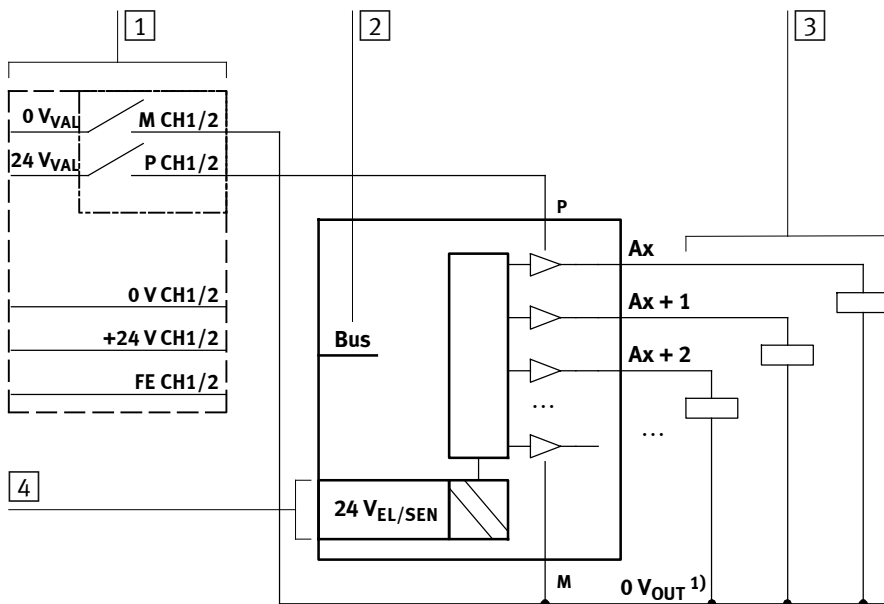 1
2
3
0 VVAL
M CH1/2
24 VVAL
P CH1/2
P
Ax
0 V CH1/2
Ax + 1
+24 V CH1/2
Bus
Ax + 2
FE CH1/2
...
...
4
24 VEL/SEN
M
0 VOUT 1)